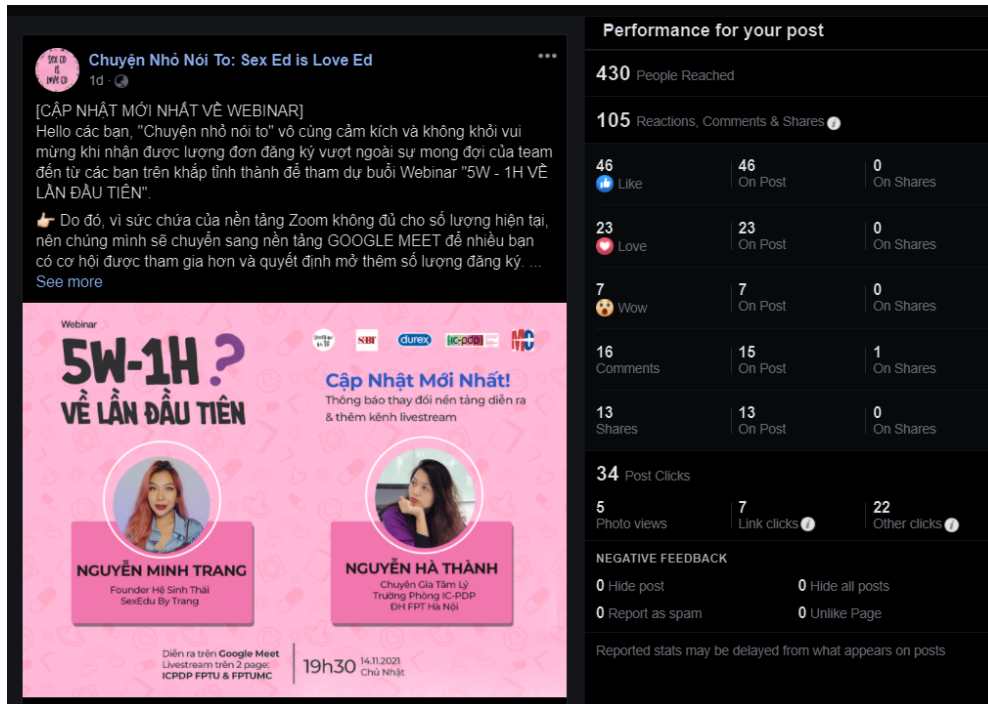 Chuyện Nhỏ Nói To: Sex Ed is Love Ed
1d
[CẬP NHẬT MỚI NHẤT VỀ WEBINAR]
Hello các bạn, "Chuyện nhỏ nói to" vô cùng cảm kích và không khỏi vui
mừng khi nhận được lượng đơn đăng ký vượt ngoài sự mong đợi của team
đến từ các bạn trên khắp tỉnh thành để tham dự buổi Webinar "5W - 1H VỀ
LẦN ĐẦU TIÊN".
👉 Do đó, vì sức chứa của nền tảng Zoom không đủ cho số lượng hiện tại,
nên chúng mình sẽ chuyển sang nền tảng GOOGLE MEET để nhiều bạn
có cơ hội được tham gia hơn và quyết định mở thêm số lượng đăng ký. ...
See more
Webinar
5W-1H?
VỀ LẦN ĐẦU TIÊN
SBT
durex
ic-pdp
MC
Cập Nhật Mới Nhất!
Thông báo thay đổi nền tảng diễn ra
& thêm kênh livestream
NGUYỄN MINH TRANG
Founder Hệ Sinh Thái
SexEdu By Trang
NGUYỄN HÀ THÀNH
Chuyên Gia Tâm Lý
Trưởng Phòng IC-PDP
ĐH FPT Hà Nội
Diễn ra trên Google Meet
Livestream trên 2 page:
ICPDP FPTU & FPTUMC
19h30
14.11.2021
Chủ Nhật
Performance for your post
430 People Reached
105 Reactions, Comments & Shares
46 46 0
Like On Post On Shares
23 23 0
Love On Post On Shares
7 7 0
Wow On Post On Shares
16 15 1
Comments On Post On Shares
13 13 0
Shares On Post On Shares
34 Post Clicks
5 7 22
Photo views Link clicks Other clicks
NEGATIVE FEEDBACK
0 Hide post 0 Hide all posts
0 Report as spam 0 Unlike Page
Reported stats may be delayed from what appears on posts